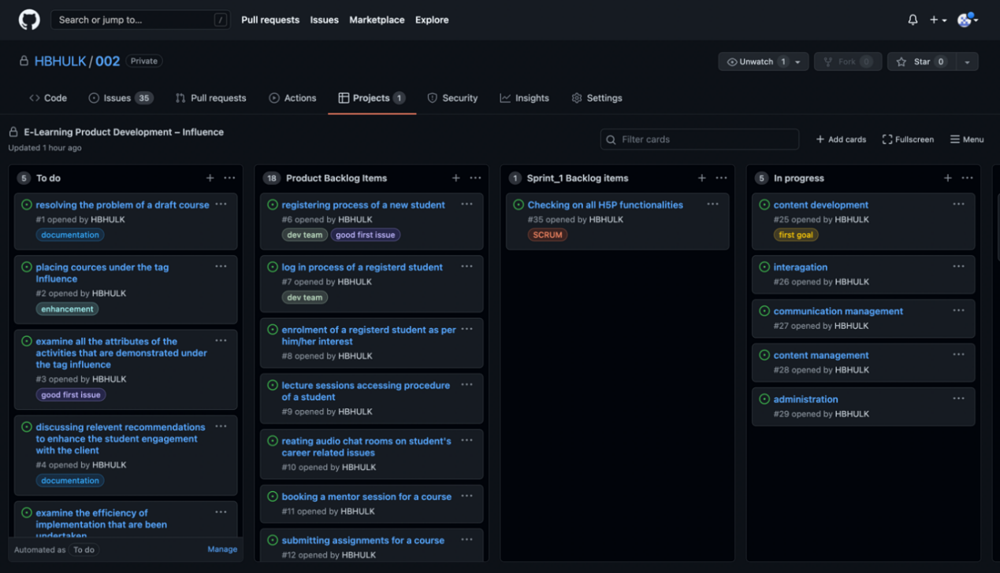 Search or jump to... /
Pull requests Issues Marketplace Explore
HBHULK / 002 Private
Unwatch 1 Fork 0 Star 0
Code Issues 35 Pull requests Actions Projects 1 Security Insights Settings
E-Learning Product Development – Influence
Updated 1 hour ago
Filter cards
Add cards Fullscreen Menu
5 To do
resolving the problem of a draft course
#1 opened by HBHULK
documentation
placing cources under the tag
Influence
#2 opened by HBHULK
enhancement
examine all the attributes of the
activities that are demonstrated under
the tag influence
#3 opened by HBHULK
good first issue
discussing relevent recommendations
to enhance the student engagement
with the client
#4 opened by HBHULK
documentation
examine the efficiency of
implementation that are been
undertaken
Automated as To do Manage
18 Product Backlog Items
registering process of a new student
#6 opened by HBHULK
dev team good first issue
log in process of a registerd student
#7 opened by HBHULK
dev team
enrolment of a registerd student as per
him/her interest
#8 opened by HBHULK
lecture sessions accessing procedure
of a student
#9 opened by HBHULK
reating audio chat rooms on student's
career related issues
#10 opened by HBHULK
booking a mentor session for a course
#11 opened by HBHULK
submitting assignments for a course
#12 opened by HBHULK
1 Sprint_1 Backlog items
Checking on all H5P functionalities
#35 opened by HBHULK
SCRUM
5 In progress
content development
#25 opened by HBHULK
first goal
interagation
#26 opened by HBHULK
communication management
#27 opened by HBHULK
content management
#28 opened by HBHULK
administration
#29 opened by HBHULK